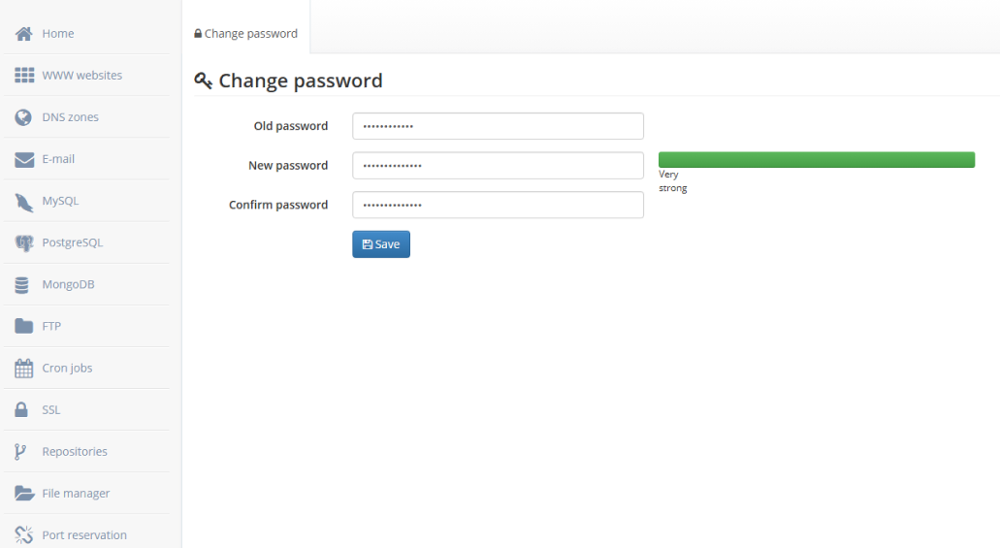 Home
WWW websites
DNS zones
E-mail
MySQL
PostgreSQL
MongoDB
FTP
Cron jobs
SSL
Repositories
File manager
Port reservation
Change password
Change password
Old password
••••••••••••
New password
••••••••••••••
Very
strong
Confirm password
••••••••••••••
Save